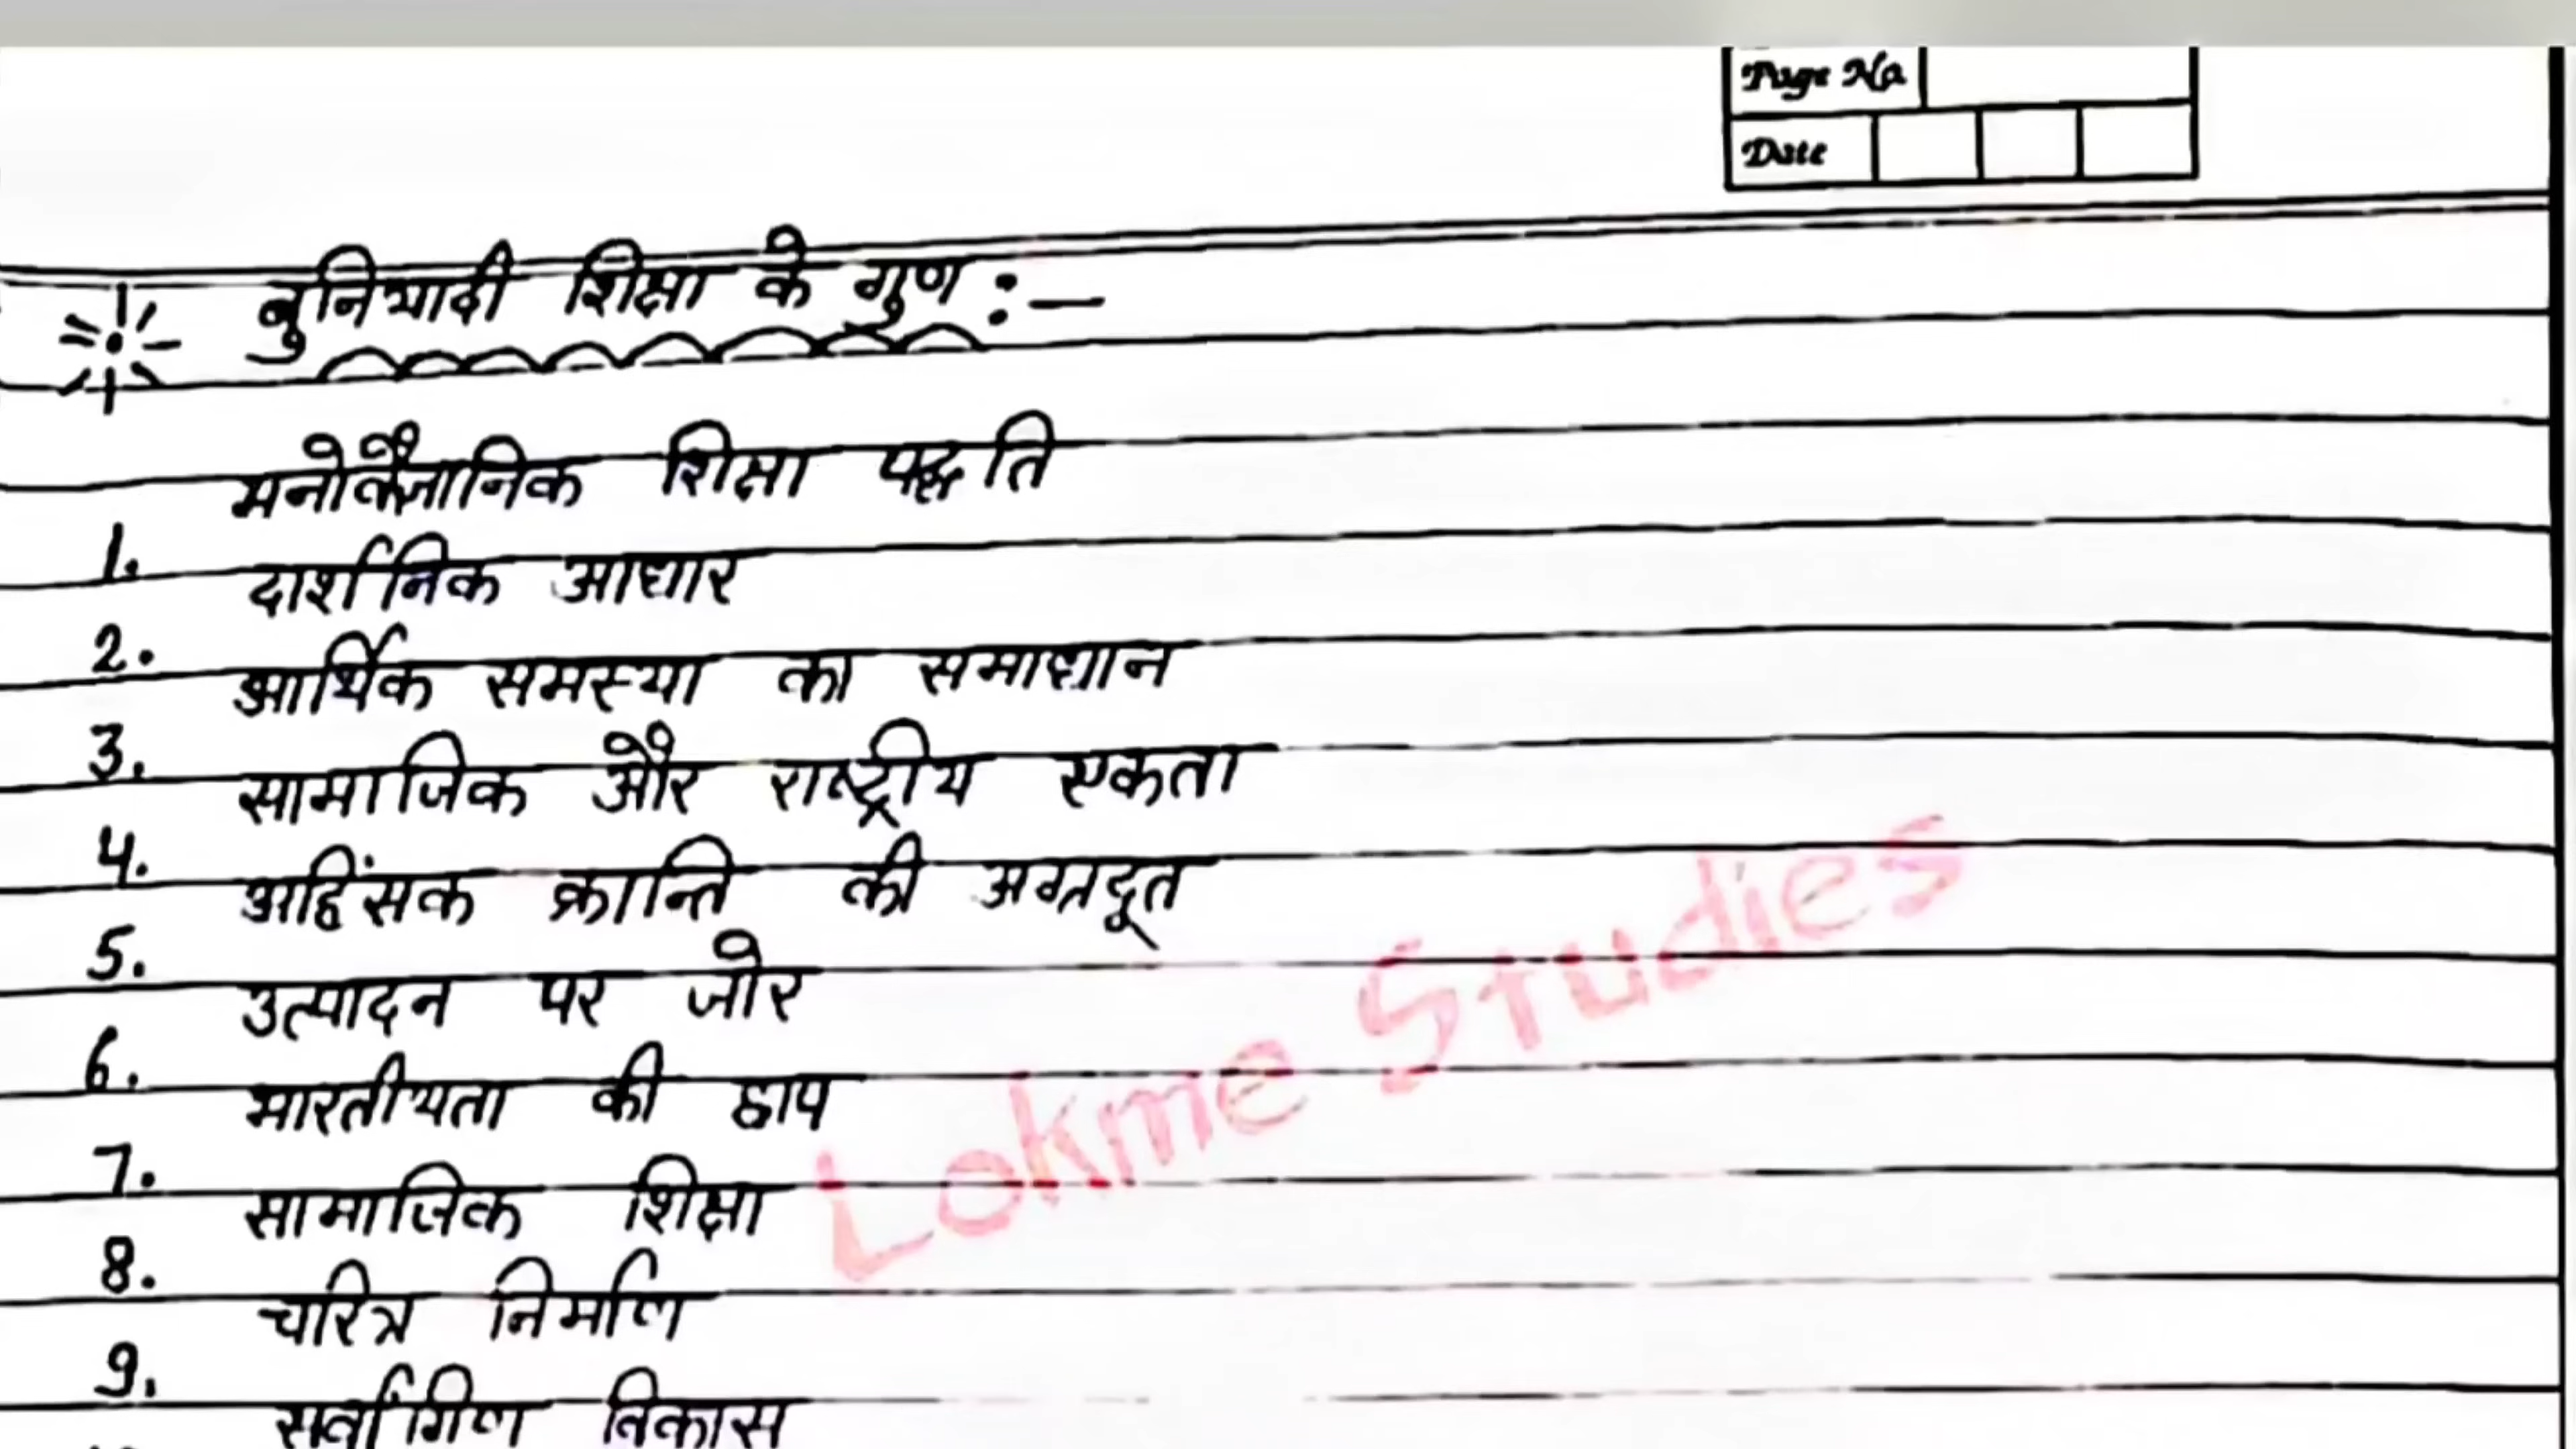 Page No.
Date
बुनियादी शिक्षा के गुण :—
मनोवैज्ञानिक शिक्षा पद्धति
1. दार्शनिक आधार
2. आर्थिक समस्या का समाधान
3. सामाजिक और राष्ट्रीय एकता
4. अहिंसक क्रान्ति की अग्रदूत
5. उत्पादन पर जोर
6. भारतीयता की छाप
7. सामाजिक शिक्षा
8. चरित्र निर्माण
9. सर्वांगिण विकास
Lokme Studies